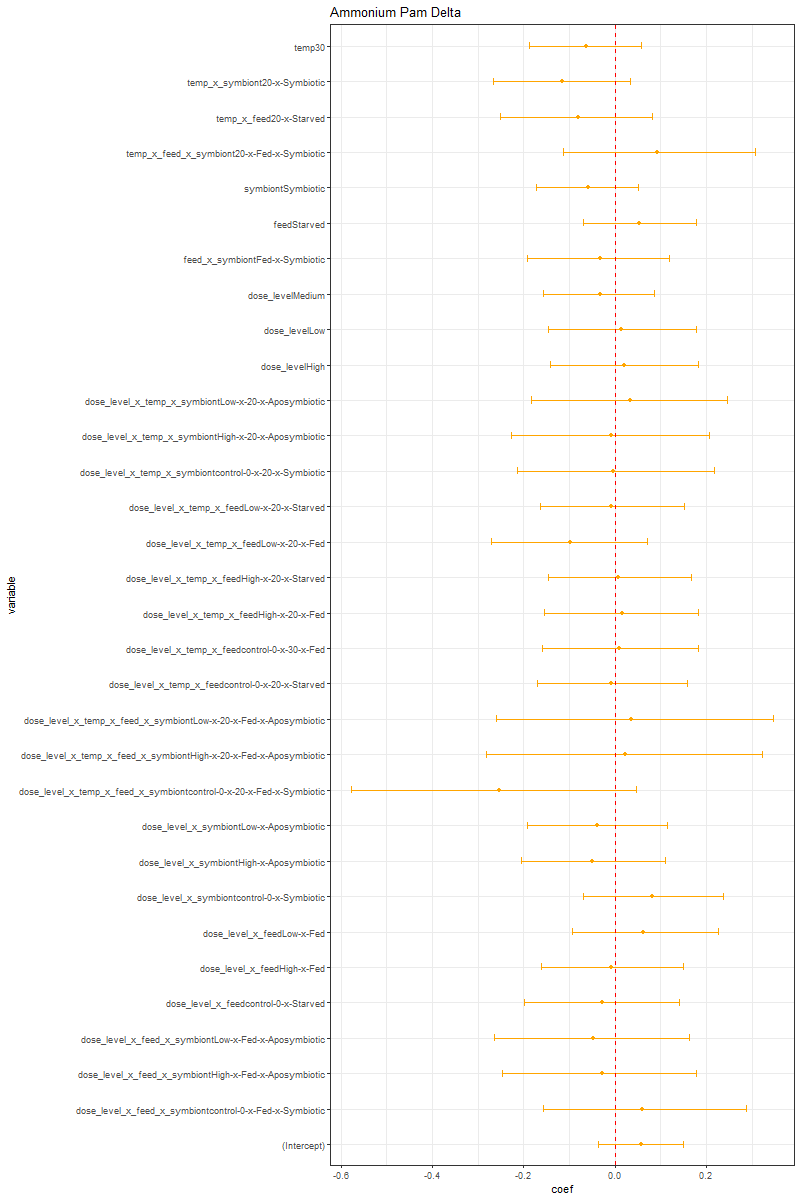 Ammonium Pam Delta
temp30
temp_x_symbiont20-x-Symbiotic
temp_x_feed20-x-Starved
temp_x_feed_x_symbiont20-x-Fed-x-Symbiotic
symbiontSymbiotic
feedStarved
feed_x_symbiontFed-x-Symbiotic
dose_levelMedium
dose_levelLow
dose_levelHigh
dose_level_x_temp_x_symbiontLow-x-20-x-Aposymbiotic
dose_level_x_temp_x_symbiontHigh-x-20-x-Aposymbiotic
dose_level_x_temp_x_symbiontcontrol-0-x-20-x-Symbiotic
dose_level_x_temp_x_feedLow-x-20-x-Starved
dose_level_x_temp_x_feedLow-x-20-x-Fed
dose_level_x_temp_x_feedHigh-x-20-x-Starved
dose_level_x_temp_x_feedHigh-x-20-x-Fed
dose_level_x_temp_x_feedcontrol-0-x-30-x-Fed
dose_level_x_temp_x_feedcontrol-0-x-20-x-Starved
dose_level_x_temp_x_feed_x_symbiontLow-x-20-x-Fed-x-Aposymbiotic
dose_level_x_temp_x_feed_x_symbiontHigh-x-20-x-Fed-x-Aposymbiotic
dose_level_x_temp_x_feed_x_symbiontcontrol-0-x-20-x-Fed-x-Symbiotic
dose_level_x_symbiontLow-x-Aposymbiotic
dose_level_x_symbiontHigh-x-Aposymbiotic
dose_level_x_symbiontcontrol-0-x-Symbiotic
dose_level_x_feedLow-x-Fed
dose_level_x_feedHigh-x-Fed
dose_level_x_feedcontrol-0-x-Starved
dose_level_x_feed_x_symbiontLow-x-Fed-x-Aposymbiotic
dose_level_x_feed_x_symbiontHigh-x-Fed-x-Aposymbiotic
dose_level_x_feed_x_symbiontcontrol-0-x-Fed-x-Symbiotic
(Intercept)
variable
-0.6 -0.4 -0.2 0.0 0.2
coef